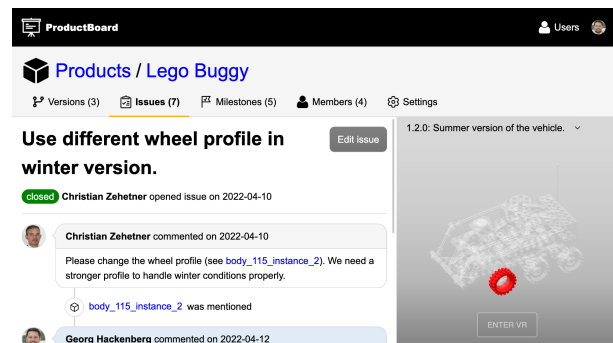 ProductBoard
Users
Products / Lego Buggy
Versions (3)
Issues (7)
Milestones (5)
Members (4)
Settings
Use different wheel profile in
winter version.
Edit issue
closed Christian Zehetner opened issue on 2022-04-10
Christian Zehetner commented on 2022-04-10
Please change the wheel profile (see body_115_instance_2). We need a
stronger profile to handle winter conditions properly.
body_115_instance_2 was mentioned
Georg Hackenberg commented on 2022-04-12
1.2.0: Summer version of the vehicle.
ENTER VR